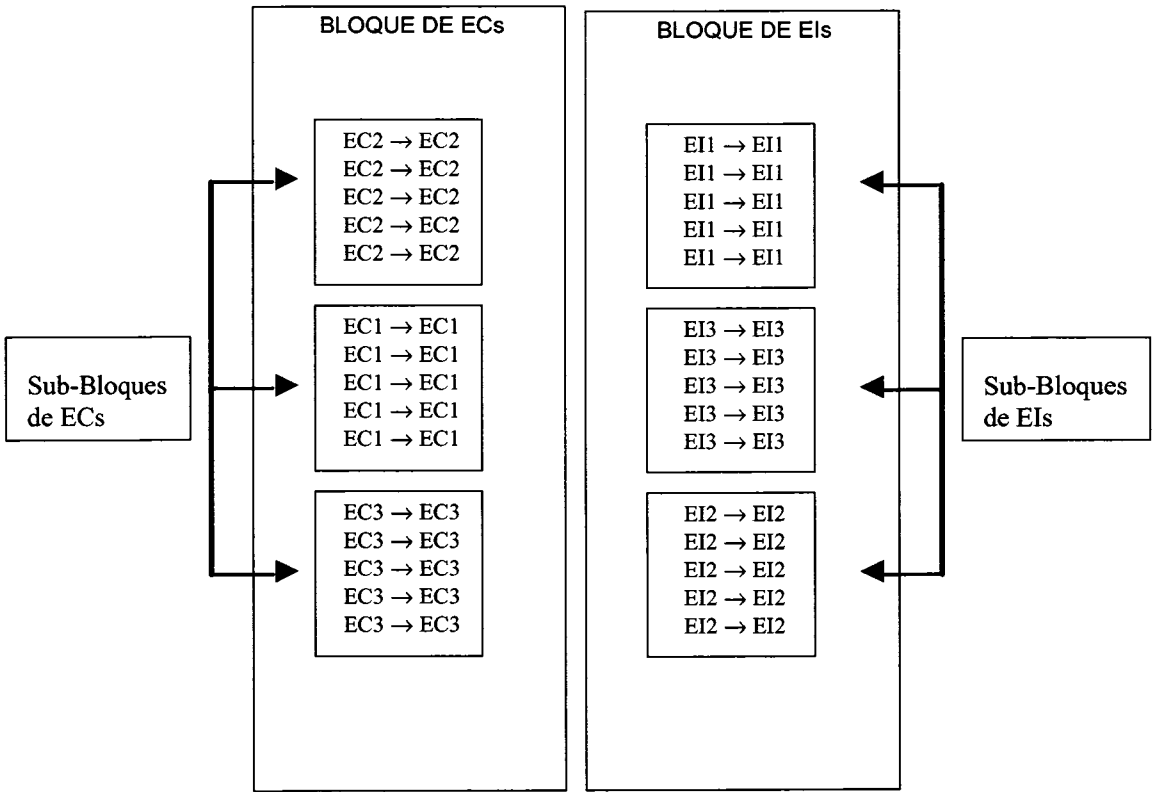 BLOQUE DE ECs
EC2 → EC2
EC2 → EC2
EC2 → EC2
EC2 → EC2
EC2 → EC2
EC1 → EC1
EC1 → EC1
EC1 → EC1
EC1 → EC1
EC1 → EC1
EC3 → EC3
EC3 → EC3
EC3 → EC3
EC3 → EC3
EC3 → EC3
Sub-Bloques
de ECs
BLOQUE DE EIs
EI1 → EI1
EI1 → EI1
EI1 → EI1
EI1 → EI1
EI1 → EI1
EI3 → EI3
EI3 → EI3
EI3 → EI3
EI3 → EI3
EI3 → EI3
EI2 → EI2
EI2 → EI2
EI2 → EI2
EI2 → EI2
EI2 → EI2
Sub-Bloques
de EIs